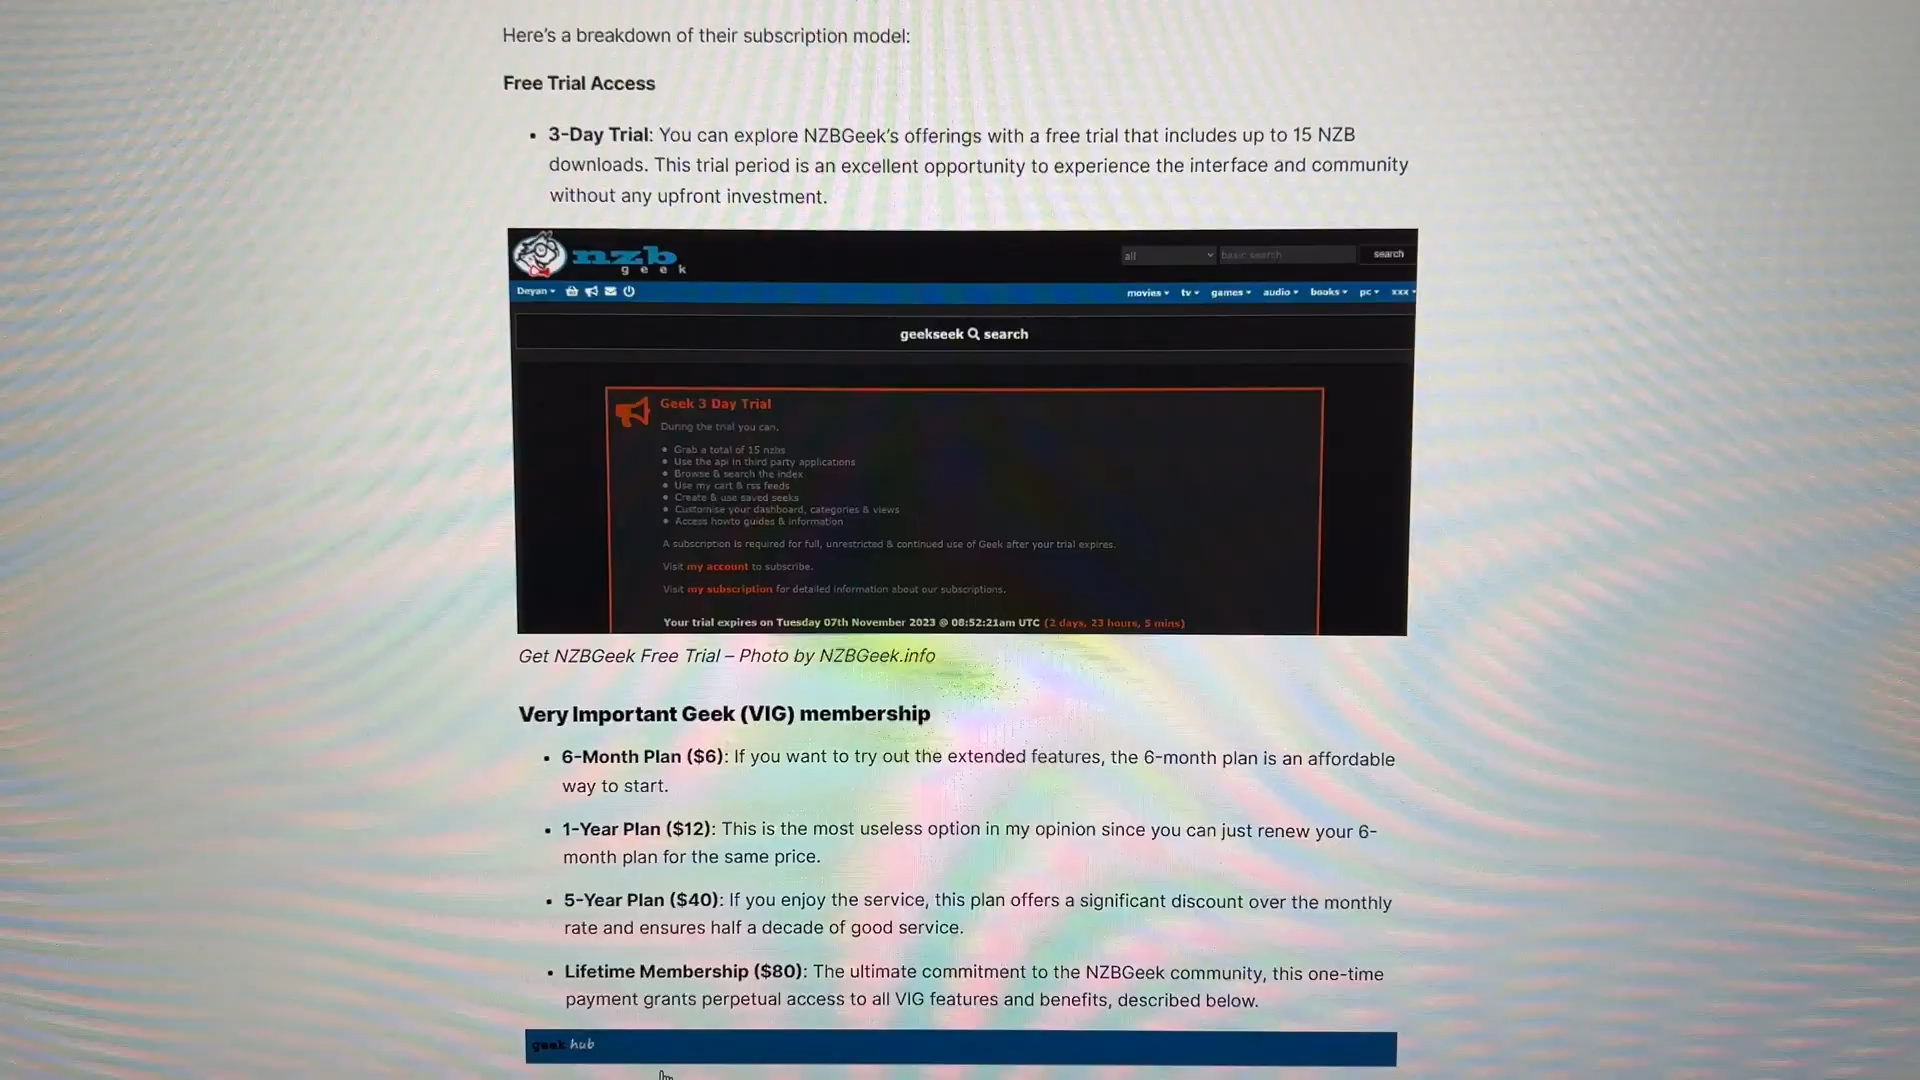 Here's a breakdown of their subscription model:
Free Trial Access
• 3-Day Trial: You can explore NZBGeek's offerings with a free trial that includes up to 15 NZB
downloads. This trial period is an excellent opportunity to experience the interface and community
without any upfront investment.
nzb
geek
all
basic search
search
Deyan
movies tv games audio books pc xxx
geekseek search
Geek 3 Day Trial
During the trial you can.
• Grab a total of 15 nzbs
• Use the api in third party applications
• Browse & search the index
• Use my cart & rss feeds
• Create & use saved seeks
• Customise your dashboard, categories & views
• Access howto guides & information
A subscription is required for full, unrestricted & continued use of Geek after your trial expires.
Visit my account to subscribe.
Visit my subscription for detailed information about our subscriptions.
Your trial expires on Tuesday 07th November 2023 @ 08:52:21am UTC (2 days, 23 hours, 5 mins)
Get NZBGeek Free Trial – Photo by NZBGeek.info
Very Important Geek (VIG) membership
• 6-Month Plan ($6): If you want to try out the extended features, the 6-month plan is an affordable
way to start.
• 1-Year Plan ($12): This is the most useless option in my opinion since you can just renew your 6-
month plan for the same price.
• 5-Year Plan ($40): If you enjoy the service, this plan offers a significant discount over the monthly
rate and ensures half a decade of good service.
• Lifetime Membership ($80): The ultimate commitment to the NZBGeek community, this one-time
payment grants perpetual access to all VIG features and benefits, described below.
geek hub